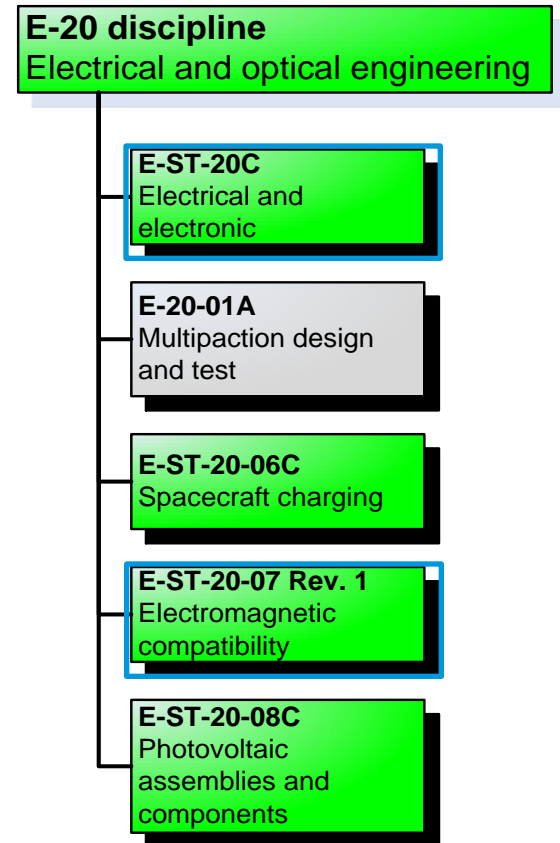 E-20 discipline
Electrical and optical engineering
E-ST-20C
Electrical and
electronic
E-20-01A
Multipaction design
and test
E-ST-20-06C
Spacecraft charging
E-ST-20-07 Rev. 1
Electromagnetic
compatibility
E-ST-20-08C
Photovoltaic
assemblies and
components